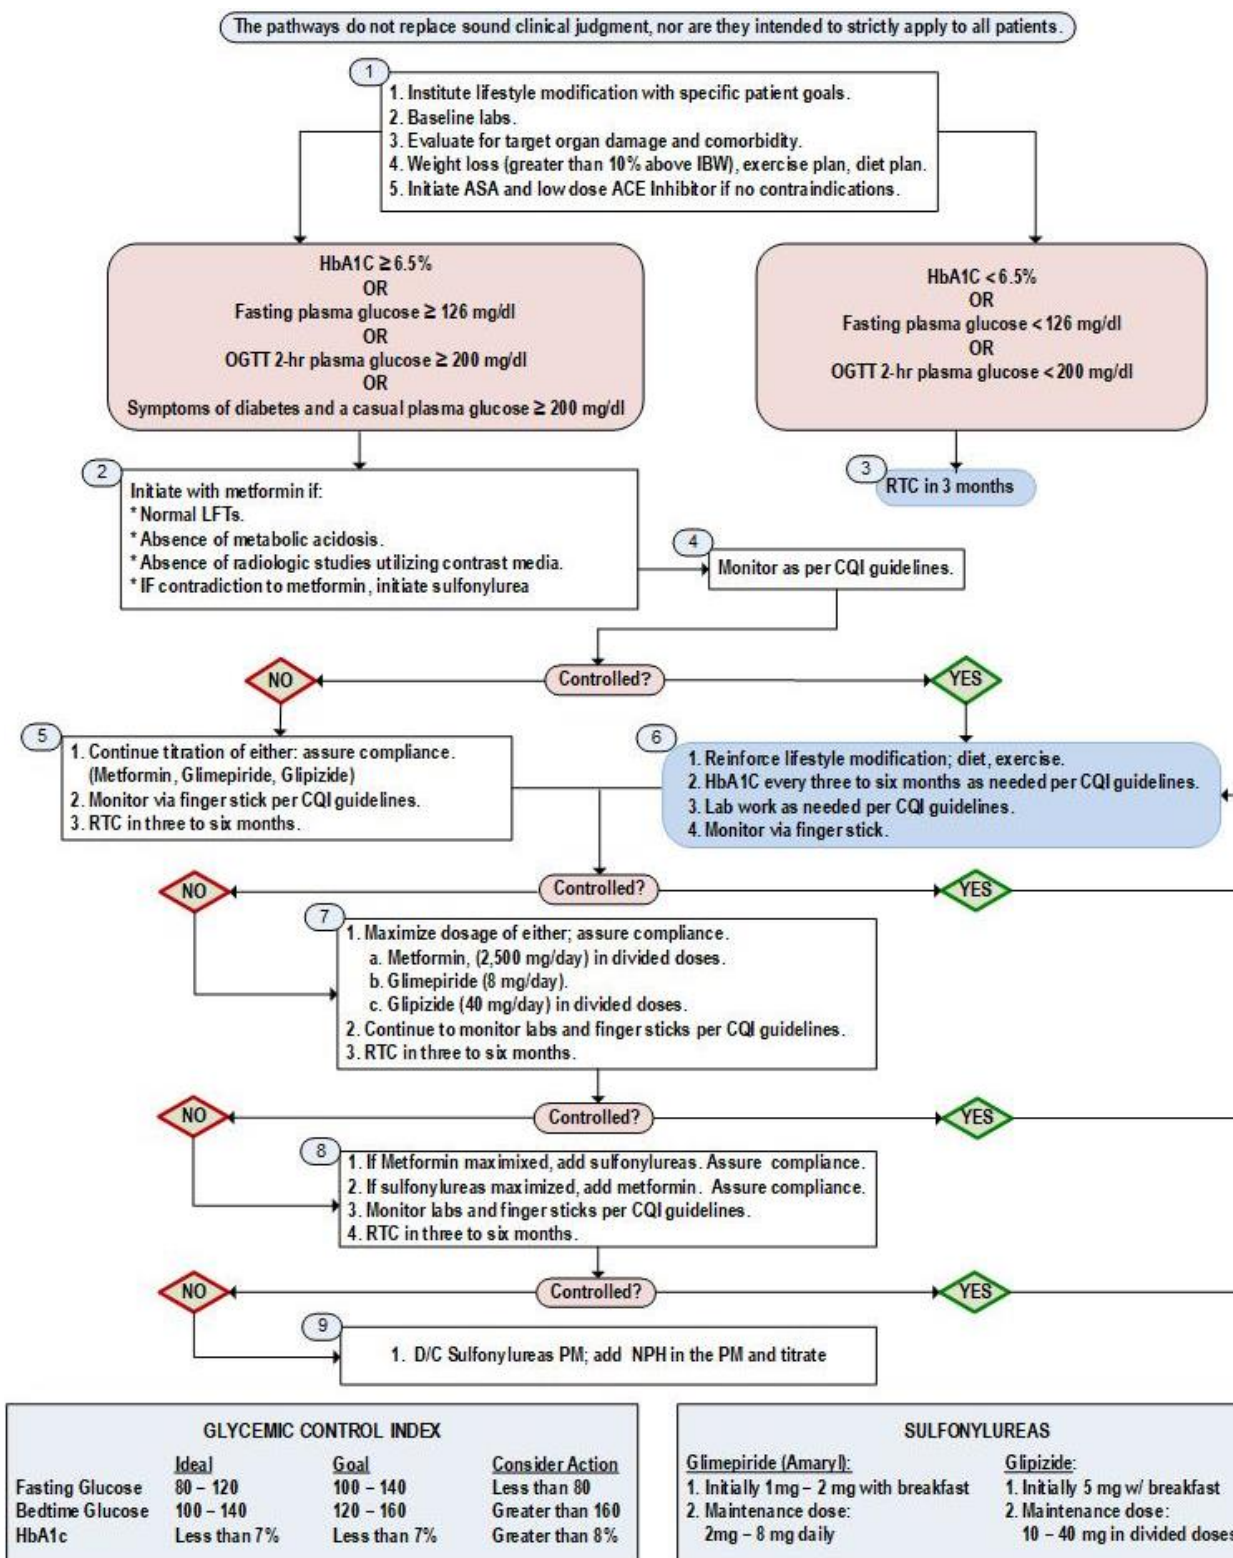 The pathways do not replace sound clinical judgment, nor are they intended to strictly apply to all patients.
1
1. Institute lifestyle modification with specific patient goals.
2. Baseline labs.
3. Evaluate for target organ damage and comorbidity.
4. Weight loss (greater than 10% above IBW), exercise plan, diet plan.
5. Initiate ASA and low dose ACE Inhibitor if no contraindications.
HbA1C ≥ 6.5%
OR
Fasting plasma glucose ≥ 126 mg/dl
OR
OGTT 2-hr plasma glucose ≥ 200 mg/dl
OR
Symptoms of diabetes and a casual plasma glucose ≥ 200 mg/dl
HbA1C < 6.5%
OR
Fasting plasma glucose < 126 mg/dl
OR
OGTT 2-hr plasma glucose < 200 mg/dl
2
Initiate with metformin if:
* Normal LFTs.
* Absence of metabolic acidosis.
* Absence of radiologic studies utilizing contrast media.
* IF contradiction to metformin, initiate sulfonylurea
3
RTC in 3 months
4
Monitor as per CQI guidelines.
NO
Controlled?
YES
5
1. Continue titration of either: assure compliance.
(Metformin, Glimepiride, Glipizide)
2. Monitor via finger stick per CQI guidelines.
3. RTC in three to six months.
6
1. Reinforce lifestyle modification; diet, exercise.
2. HbA1C every three to six months as needed per CQI guidelines.
3. Lab work as needed per CQI guidelines.
4. Monitor via finger stick.
NO
Controlled?
YES
7
1. Maximize dosage of either; assure compliance.
a. Metformin, (2,500 mg/day) in divided doses.
b. Glimepiride (8 mg/day).
c. Glipizide (40 mg/day) in divided doses.
2. Continue to monitor labs and finger sticks per CQI guidelines.
3. RTC in three to six months.
NO
Controlled?
YES
8
1. If Metformin maximized, add sulfonylureas. Assure compliance.
2. If sulfonylureas maximized, add metformin. Assure compliance.
3. Monitor labs and finger sticks per CQI guidelines.
4. RTC in three to six months.
NO
Controlled?
YES
9
1. D/C Sulfonylureas PM; add NPH in the PM and titrate
GLYCEMIC CONTROL INDEX
Ideal Goal Consider Action
Fasting Glucose 80 – 120 100 – 140 Less than 80
Bedtime Glucose 100 – 140 120 – 160 Greater than 160
HbA1c Less than 7% Less than 7% Greater than 8%
SULFONYLUREAS
Glimepiride (Amaryl):
1. Initially 1mg – 2 mg with breakfast
2. Maintenance dose:
2mg – 8 mg daily
Glipizide:
1. Initially 5 mg w/ breakfast
2. Maintenance dose:
10 – 40 mg in divided doses